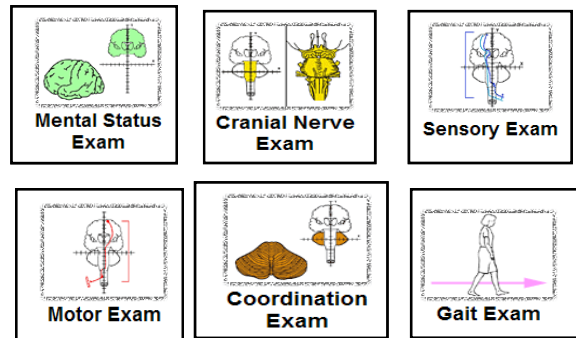 Mental Status
Exam
Cranial Nerve
Exam
Sensory Exam
Motor Exam
Coordination
Exam
Gait Exam